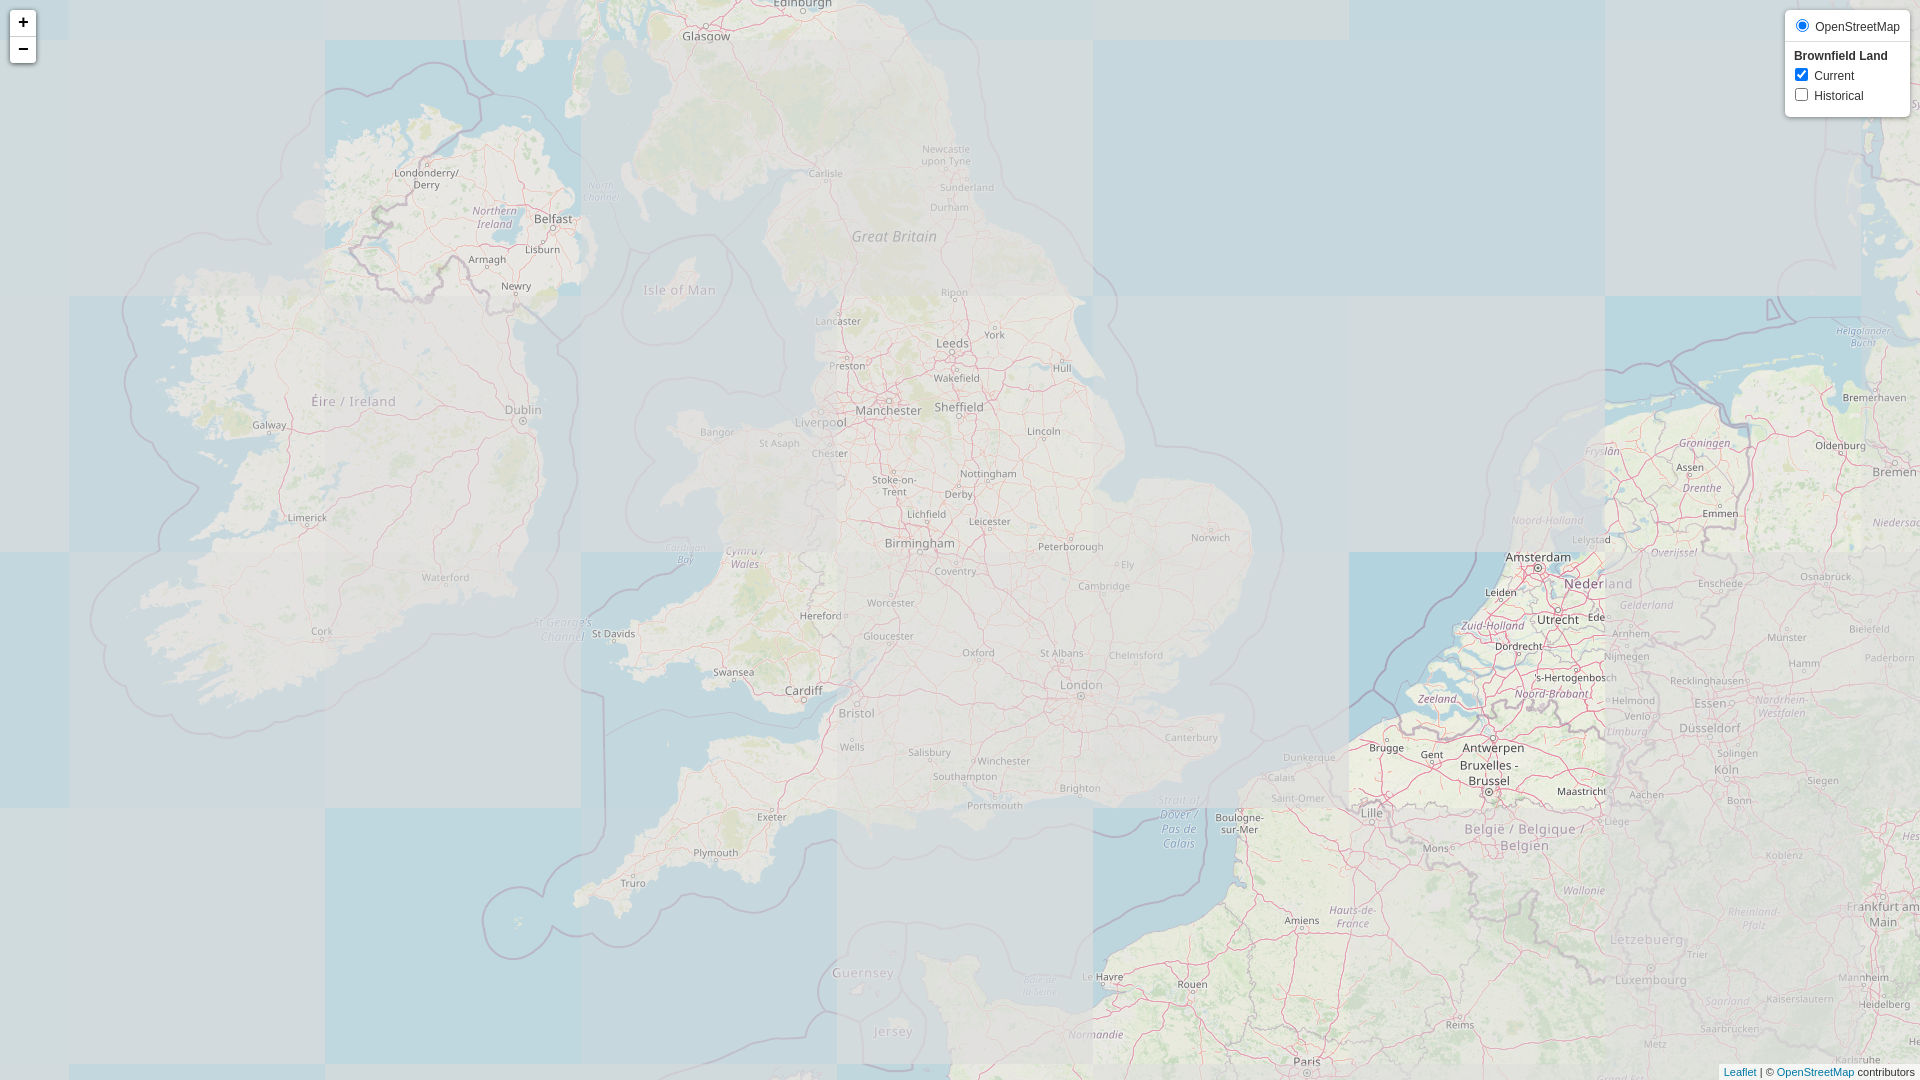 +
−
OpenStreetMap
Brownfield Land
Current
Historical
Edinburgh
Glasgow
Newcastle
upon Tyne
Londonderry/
Derry
Carlisle
Sunderland
North
Channel
Durham
Northern
Ireland
Belfast
Great Britain
Lisburn
Armagh
Newry
Isle of Man
Ripon
Lancaster
York
Leeds
Preston
Hull
Wakefield
Éire / Ireland
Dublin
Manchester
Sheffield
Galway
Liverpool
Bangor
St Asaph
Lincoln
Chester
Stoke-on-
Trent
Nottingham
Derby
Limerick
Lichfield
Leicester
Norwich
Birmingham
Peterborough
Cardigan
Bay
Cymru /
Wales
Ely
Coventry
Waterford
Cambridge
Worcester
Hereford
Cork
St George's
Channel
St Davids
Gloucester
Oxford
St Albans
Chelmsford
Swansea
Cardiff
London
Bristol
Canterbury
Wells
Salisbury
Winchester
Southampton
Brighton
Portsmouth
Exeter
Plymouth
Truro
Strait of
Dover /
Pas de
Calais
Guernsey
Jersey
Helgoländer
Bucht
Bremerhaven
Groningen
Oldenburg
Fryslân
Assen
Bremen
Drenthe
Emmen
Noord-Holland
Niedersac
Lelystad
Amsterdam
Overijssel
Nederland
Enschede
Osnabrück
Leiden
Gelderland
Utrecht
Ede
Zuid-Holland
Arnhem
Münster
Bielefeld
Dordrecht
Nijmegen
Hamm
Paderborn
's-Hertogenbosch
Recklinghausen
Zeeland
Noord-Brabant
Helmond
Essen
Nordrhein-
Westfalen
Venlo
Limburg
Düsseldorf
Brugge
Gent
Antwerpen
Dunkerque
Solingen
Bruxelles -
Brussel
Köln
Calais
Siegen
Saint-Omer
Maastricht
Aachen
Bonn
Boulogne-
sur-Mer
Lille
Liège
België / Belgique /
Belgien
Mons
Koblenz
Wallonie
Hauts-de-
France
Amiens
Rheinland-
Pfalz
Frankfurt am
Main
Lëtzebuerg
Trier
Luxembourg
Mannheim
Le Havre
Baie de
la Seine
Rouen
Saarland
Kaiserslautern
Heidelberg
Reims
Saarbrücken
Normandie
Metz
Paris
Karlsruhe
Grand Est
Leaflet | © OpenStreetMap contributors